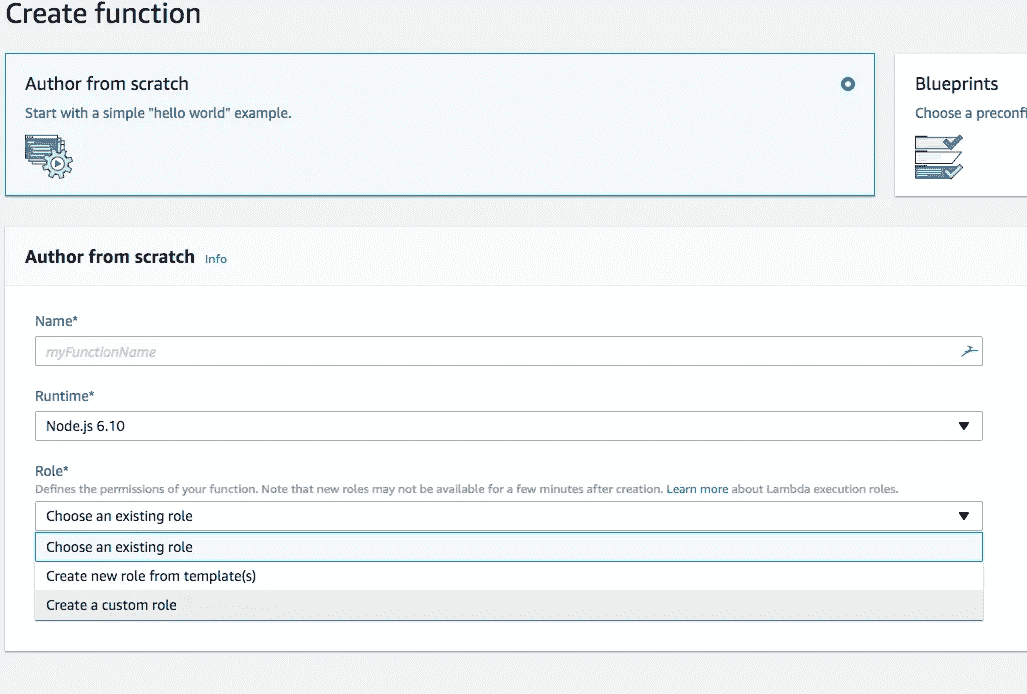 Create function
Author from scratch
Start with a simple "hello world" example.
Blueprints
Choose a preconfi
Author from scratch Info
Name*
myFunctionName
Runtime*
Node.js 6.10
Role*
Defines the permissions of your function. Note that new roles may not be available for a few minutes after creation. Learn more about Lambda execution roles.
Choose an existing role
Choose an existing role
Create new role from template(s)
Create a custom role